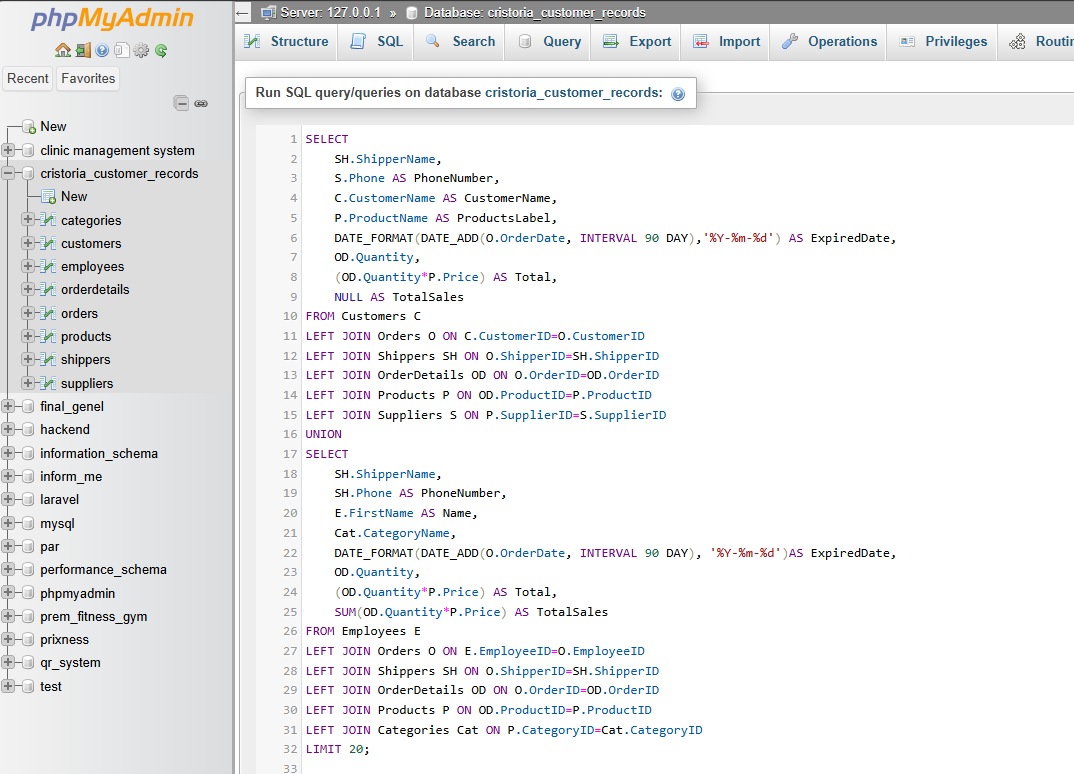 phpMyAdmin
Recent
Favorites
New
clinic management system
cristoria_customer_records
New
categories
customers
employees
orderdetails
orders
products
shippers
suppliers
final_genel
hackend
information_schema
inform_me
laravel
mysql
par
performance_schema
phpmyadmin
prem_fitness_gym
prixness
qr_system
test
Server: 127.0.0.1 » Database: cristoria_customer_records
Structure SQL Search Query Export Import Operations Privileges Routin
Run SQL query/queries on database cristoria_customer_records:
1 SELECT
2 SH.ShipperName,
3 S.Phone AS PhoneNumber,
4 C.CustomerName AS CustomerName,
5 P.ProductName AS ProductsLabel,
6 DATE_FORMAT(DATE_ADD(O.OrderDate, INTERVAL 90 DAY),'%Y-%m-%d') AS ExpiredDate,
7 OD.Quantity,
8 (OD.Quantity*P.Price) AS Total,
9 NULL AS TotalSales
10 FROM Customers C
11 LEFT JOIN Orders O ON C.CustomerID=O.CustomerID
12 LEFT JOIN Shippers SH ON O.ShipperID=SH.ShipperID
13 LEFT JOIN OrderDetails OD ON O.OrderID=OD.OrderID
14 LEFT JOIN Products P ON OD.ProductID=P.ProductID
15 LEFT JOIN Suppliers S ON P.SupplierID=S.SupplierID
16 UNION
17 SELECT
18 SH.ShipperName,
19 SH.Phone AS PhoneNumber,
20 E.FirstName AS Name,
21 Cat.CategoryName,
22 DATE_FORMAT(DATE_ADD(O.OrderDate, INTERVAL 90 DAY), '%Y-%m-%d')AS ExpiredDate,
23 OD.Quantity,
24 (OD.Quantity*P.Price) AS Total,
25 SUM(OD.Quantity*P.Price) AS TotalSales
26 FROM Employees E
27 LEFT JOIN Orders O ON E.EmployeeID=O.EmployeeID
28 LEFT JOIN Shippers SH ON O.ShipperID=SH.ShipperID
29 LEFT JOIN OrderDetails OD ON O.OrderID=OD.OrderID
30 LEFT JOIN Products P ON OD.ProductID=P.ProductID
31 LEFT JOIN Categories Cat ON P.CategoryID=Cat.CategoryID
32 LIMIT 20;
33